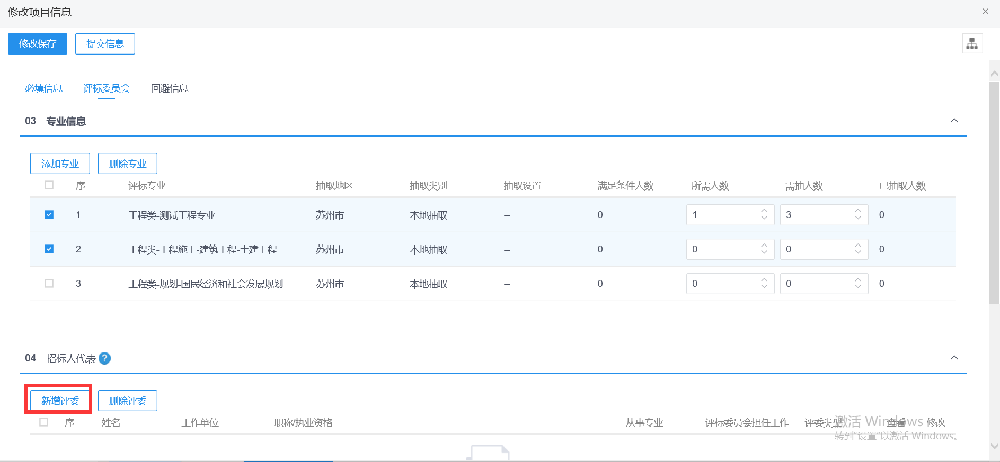 修改项目信息
修改保存 提交信息
必填信息 评标委员会 回避信息
03 专业信息
添加专业 删除专业
序 评标专业 抽取地区 抽取类别 抽取设置 满足条件人数 所需人数 需抽人数 已抽取人数
1 工程类-测试工程专业 苏州市 本地抽取 -- 0 1 3 0
2 工程类-工程施工-建筑工程-土建工程 苏州市 本地抽取 -- 0 0 0 0
3 工程类-规划-国民经济和社会发展规划 苏州市 本地抽取 -- 0 0 0 0
04 招标人代表 ?
新增评委 删除评委
序 姓名 工作单位 职称/执业资格 从事专业 评标委员会担任工作 评委类型 查看 修改
激活 Windows
转到"设置"以激活 Windows。